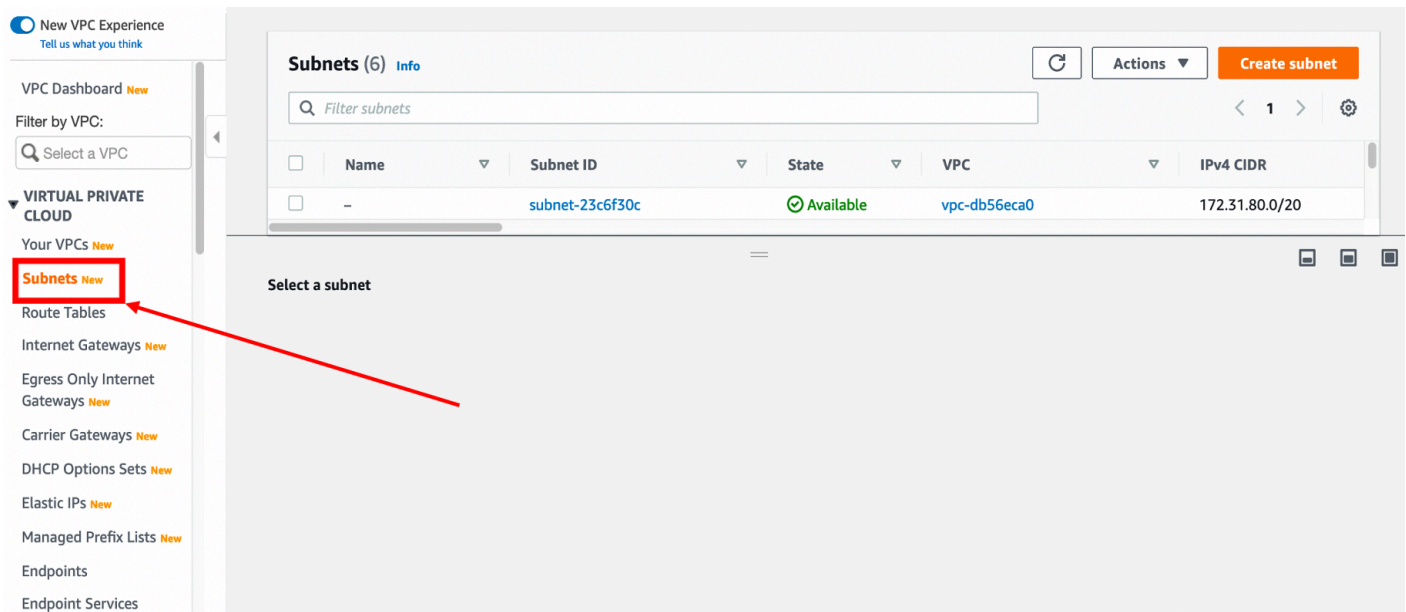 New VPC Experience
Tell us what you think
VPC Dashboard New
Filter by VPC:
Select a VPC
VIRTUAL PRIVATE
CLOUD
Your VPCs New
Subnets New
Route Tables
Internet Gateways New
Egress Only Internet
Gateways New
Carrier Gateways New
DHCP Options Sets New
Elastic IPs New
Managed Prefix Lists New
Endpoints
Endpoint Services
Subnets (6) Info
Actions
Create subnet
Filter subnets
1
Name Subnet ID State VPC IPv4 CIDR
– subnet-23c6f30c Available vpc-db56eca0 172.31.80.0/20
Select a subnet